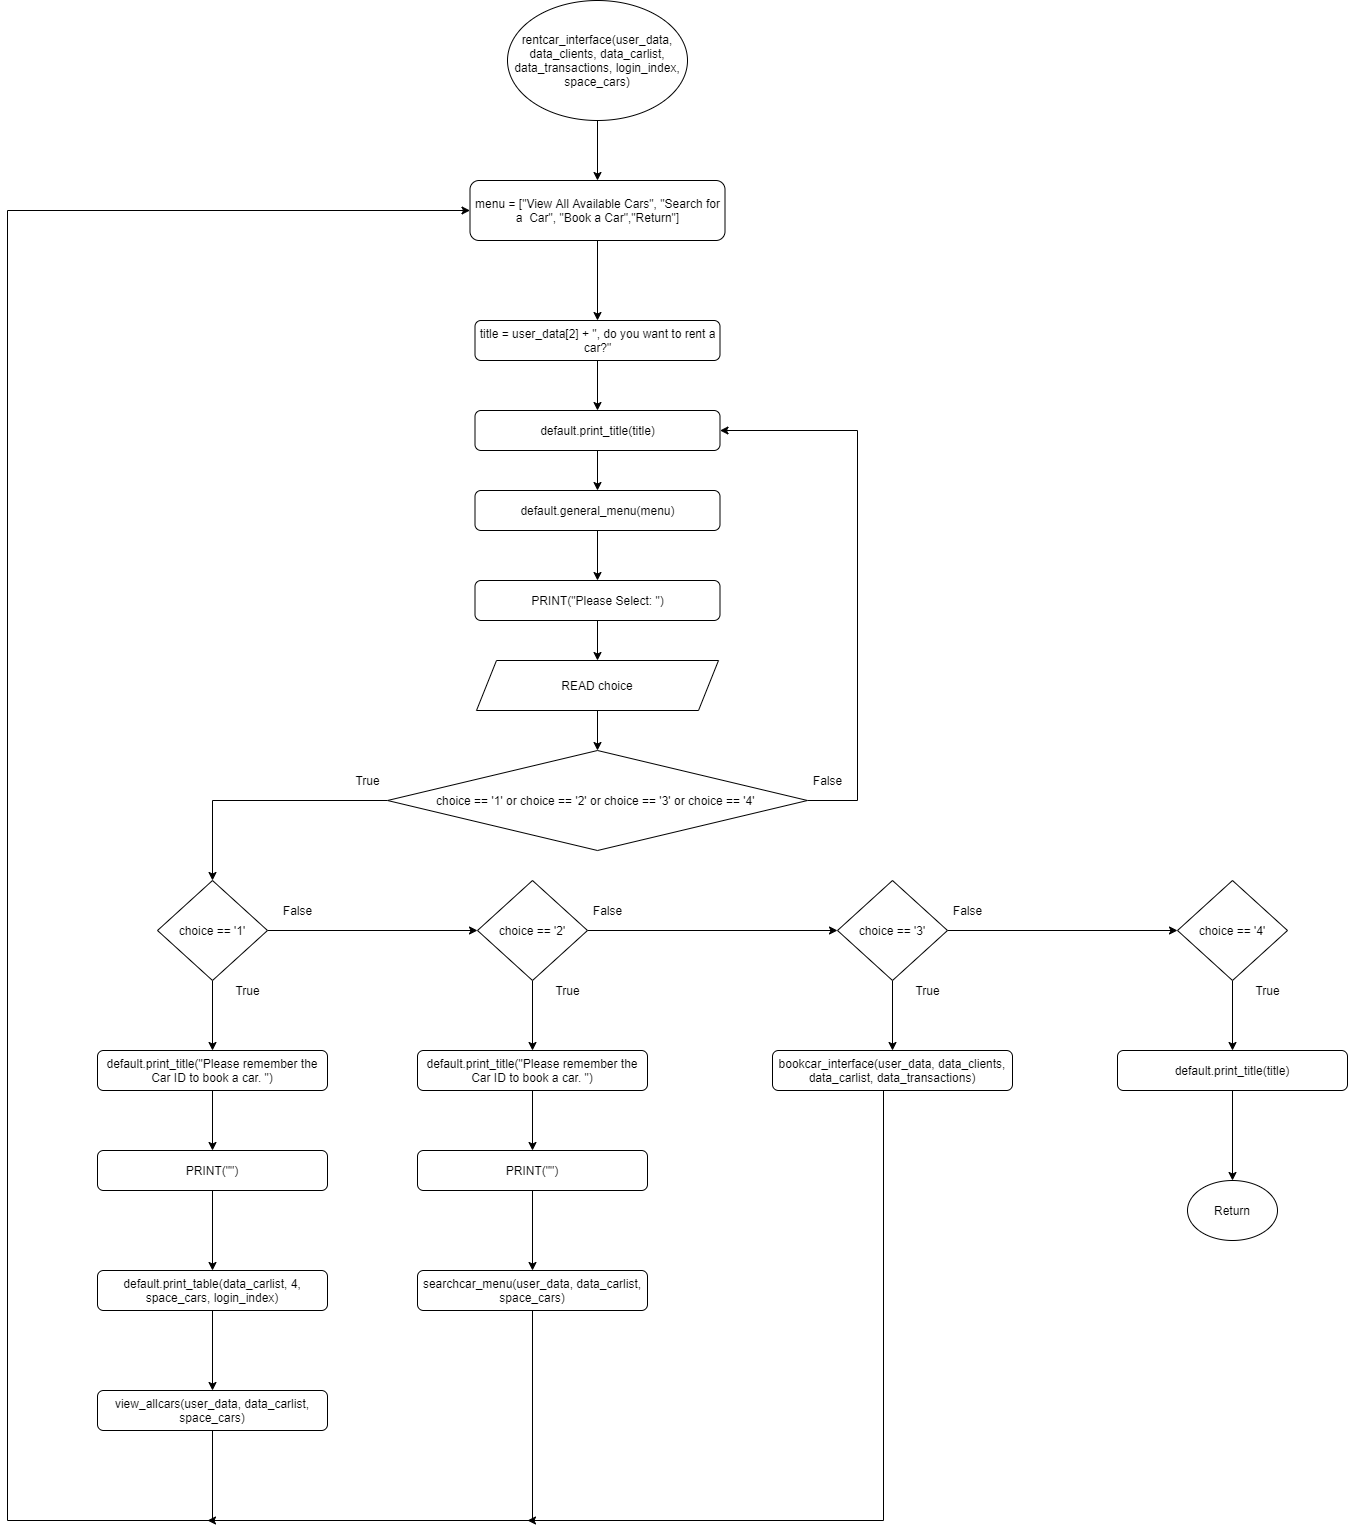 rentcar_interface(user_data,
data_clients, data_carlist,
data_transactions, login_index,
space_cars)
menu = ["View All Available Cars", "Search for
a  Car", "Book a Car","Return"]
title = user_data[2] + ", do you want to rent a
car?"
default.print_title(title)
default.general_menu(menu)
PRINT("Please Select: ")
READ choice
True
False
choice == '1' or choice == '2' or choice == '3' or choice == '4'
False
False
False
choice == '1'
choice == '2'
choice == '3'
choice == '4'
True
True
True
True
default.print_title("Please remember the
Car ID to book a car. ")
default.print_title("Please remember the
Car ID to book a car. ")
bookcar_interface(user_data, data_clients,
data_carlist, data_transactions)
default.print_title(title)
PRINT("")
PRINT("")
Return
default.print_table(data_carlist, 4,
space_cars, login_index)
searchcar_menu(user_data, data_carlist,
space_cars)
view_allcars(user_data, data_carlist,
space_cars)